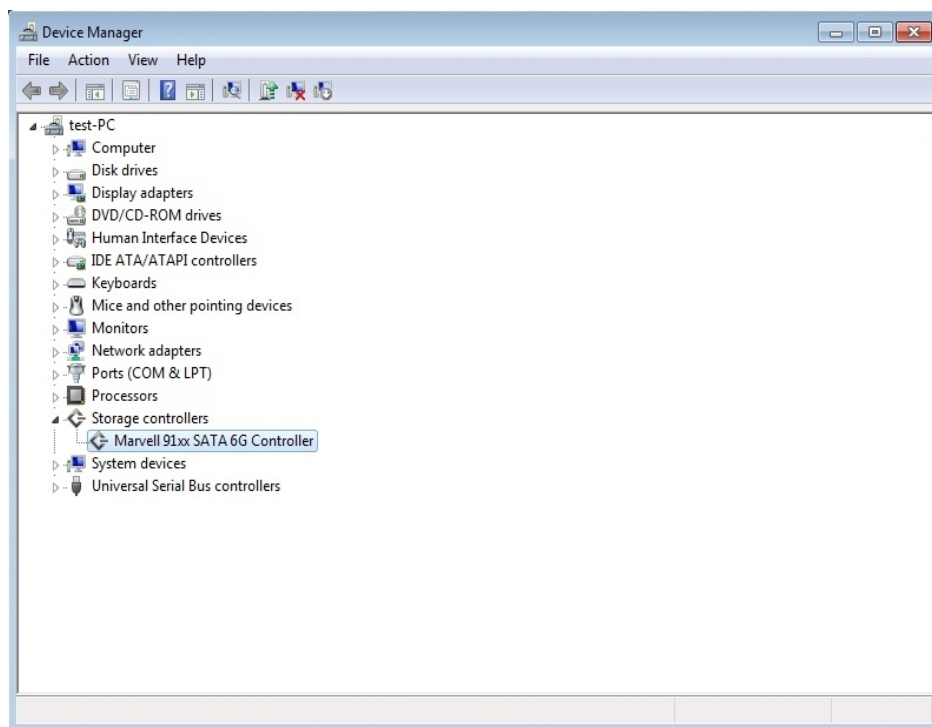 Device Manager
File Action View Help
test-PC
Computer
Disk drives
Display adapters
DVD/CD-ROM drives
Human Interface Devices
IDE ATA/ATAPI controllers
Keyboards
Mice and other pointing devices
Monitors
Network adapters
Ports (COM & LPT)
Processors
Storage controllers
Marvell 91xx SATA 6G Controller
System devices
Universal Serial Bus controllers